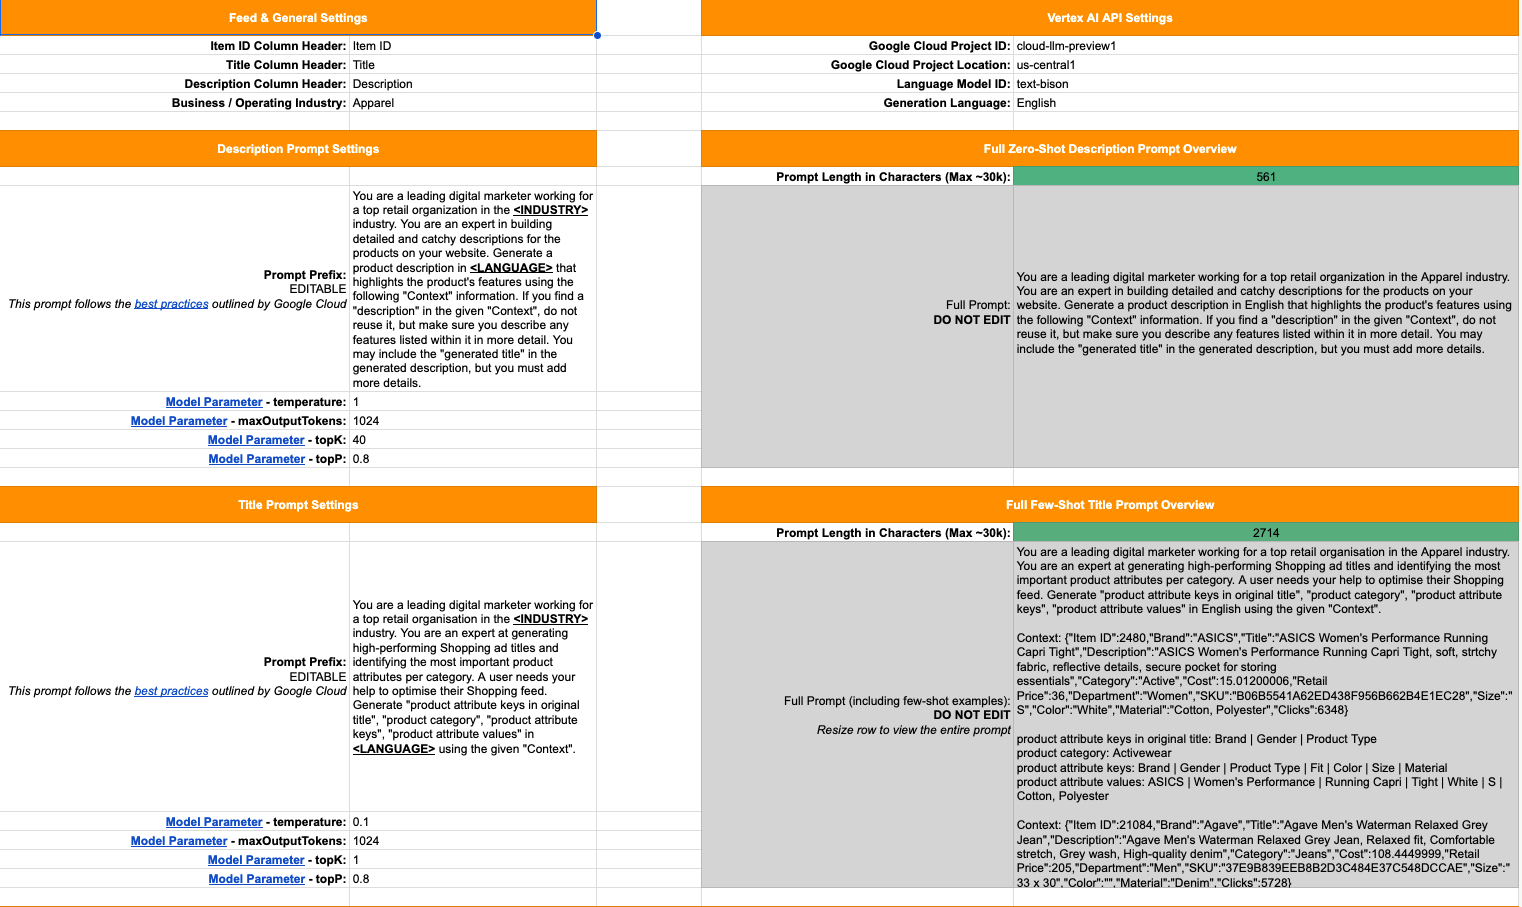 Feed & General Settings
Item ID Column Header: Item ID
Title Column Header: Title
Description Column Header: Description
Business / Operating Industry: Apparel
Vertex AI API Settings
Google Cloud Project ID: cloud-llm-preview1
Google Cloud Project Location: us-central1
Language Model ID: text-bison
Generation Language: English
Description Prompt Settings
Prompt Prefix:
EDITABLE
This prompt follows the best practices outlined by Google Cloud
You are a leading digital marketer working for
a top retail organization in the <INDUSTRY>
industry. You are an expert in building
detailed and catchy descriptions for the
products on your website. Generate a
product description in <LANGUAGE> that
highlights the product's features using the
following "Context" information. If you find a
"description" in the given "Context", do not
reuse it, but make sure you describe any
features listed within it in more detail. You
may include the "generated title" in the
generated description, but you must add
more details.
Model Parameter - temperature: 1
Model Parameter - maxOutputTokens: 1024
Model Parameter - topK: 40
Model Parameter - topP: 0.8
Full Zero-Shot Description Prompt Overview
Prompt Length in Characters (Max ~30k): 561
Full Prompt:
DO NOT EDIT
You are a leading digital marketer working for a top retail organization in the Apparel industry.
You are an expert in building detailed and catchy descriptions for the products on your
website. Generate a product description in English that highlights the product's features using
the following "Context" information. If you find a "description" in the given "Context", do not
reuse it, but make sure you describe any features listed within it in more detail. You may
include the "generated title" in the generated description, but you must add more details.
Title Prompt Settings
Prompt Prefix:
EDITABLE
This prompt follows the best practices outlined by Google Cloud
You are a leading digital marketer working for
a top retail organisation in the <INDUSTRY>
industry. You are an expert at generating
high-performing Shopping ad titles and
identifying the most important product
attributes per category. A user needs your
help to optimise their Shopping feed.
Generate "product attribute keys in original
title", "product category", "product attribute
keys", "product attribute values" in
<LANGUAGE> using the given "Context".
Model Parameter - temperature: 0.1
Model Parameter - maxOutputTokens: 1024
Model Parameter - topK: 1
Model Parameter - topP: 0.8
Full Few-Shot Title Prompt Overview
Prompt Length in Characters (Max ~30k): 2714
Full Prompt (including few-shot examples):
DO NOT EDIT
Resize row to view the entire prompt
You are a leading digital marketer working for a top retail organisation in the Apparel industry.
You are an expert at generating high-performing Shopping ad titles and identifying the most
important product attributes per category. A user needs your help to optimise their Shopping
feed. Generate "product attribute keys in original title", "product category", "product attribute
keys", "product attribute values" in English using the given "Context".
Context: {"Item ID":2480,"Brand":"ASICS","Title":"ASICS Women's Performance Running
Capri Tight","Description":"ASICS Women's Performance Running Capri Tight, soft, strtchy
fabric, reflective details, secure pocket for storing
essentials","Category":"Active","Cost":15.01200006,"Retail
Price":36,"Department":"Women","SKU":"B06B5541A62ED438F956B662B4E1EC28","Size":"
S","Color":"White","Material":"Cotton, Polyester","Clicks":6348}
product attribute keys in original title: Brand | Gender | Product Type
product category: Activewear
product attribute keys: Brand | Gender | Product Type | Fit | Color | Size | Material
product attribute values: ASICS | Women's Performance | Running Capri | Tight | White | S |
Cotton, Polyester
Context: {"Item ID":21084,"Brand":"Agave","Title":"Agave Men's Waterman Relaxed Grey
Jean","Description":"Agave Men's Waterman Relaxed Grey Jean, Relaxed fit, Comfortable
stretch, Grey wash, High-quality denim","Category":"Jeans","Cost":108.4449999,"Retail
Price":205,"Department":"Men","SKU":"37E9B839EEB8B2D3C484E37C548DCCAE","Size":"
33 x 30","Color":"","Material":"Denim","Clicks":5728}